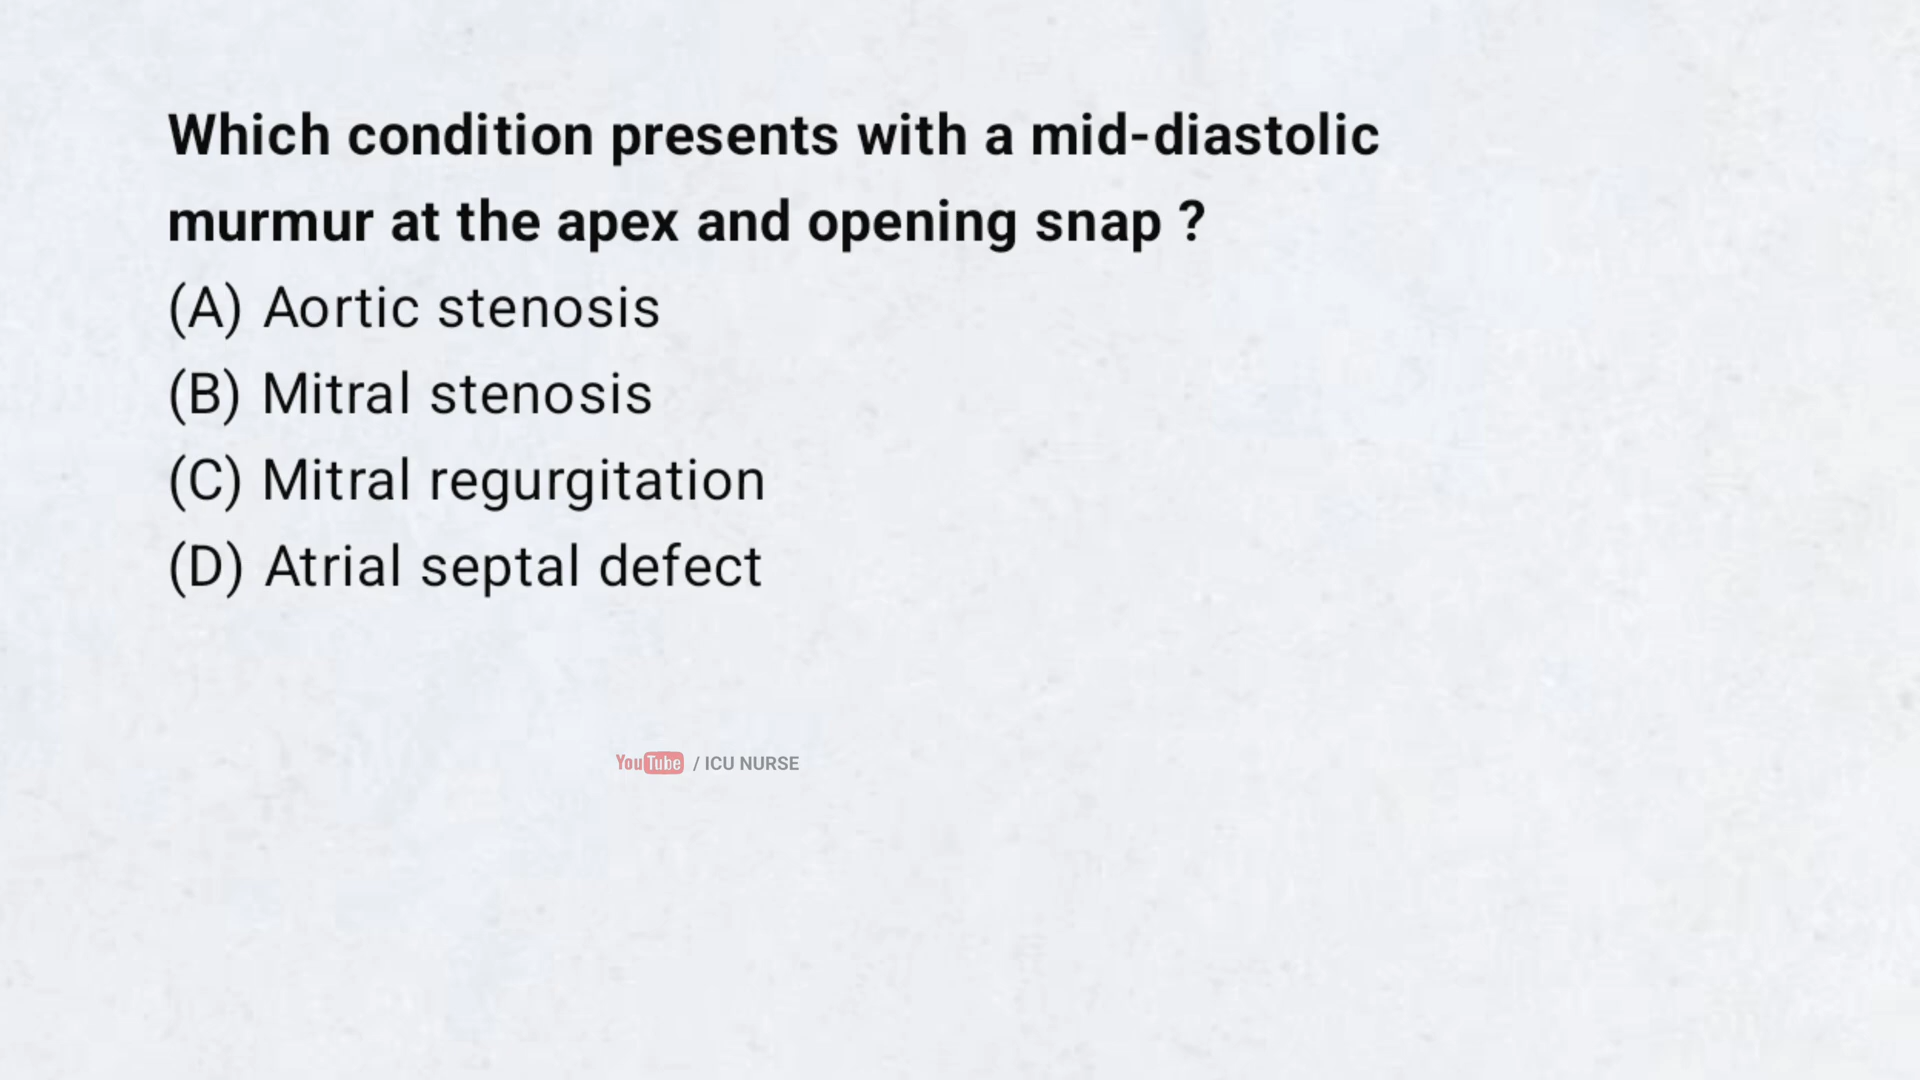 Which condition presents with a mid-diastolic
murmur at the apex and opening snap ?
(A) Aortic stenosis
(B) Mitral stenosis
(C) Mitral regurgitation
(D) Atrial septal defect
YouTube / ICU NURSE